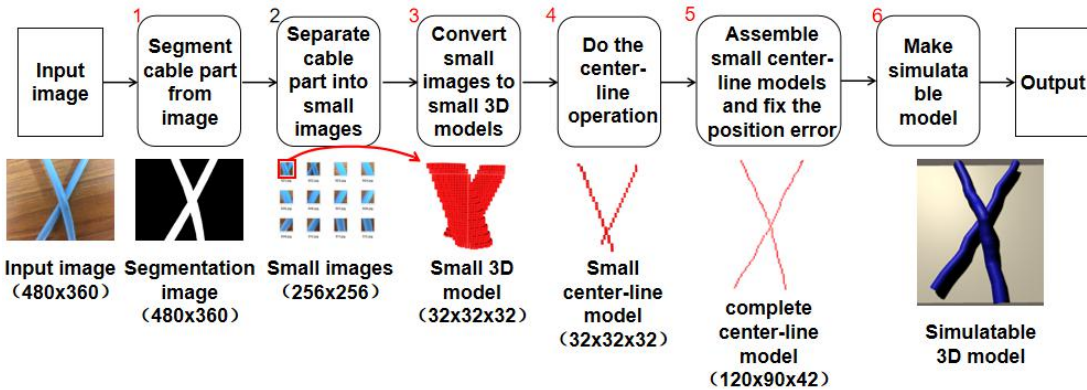 1
2
3
4
5
6
Input
image
Segment
cable part
from
image
Separate
cable part
into
small
images
Convert
small
images to
small 3D
models
Do the
center-
line
operation
Assemble
small center-
line models
and fix the
position error
Make
simulata
ble
model
Output
Input image
（480x360）
Segmentation
image
（480x360）
Small images
（256x256）
Small 3D
model
（32x32x32）
Small
center-line
model
（32x32x32）
complete
center-line
model
（120x90x42）
Simulatable
3D model